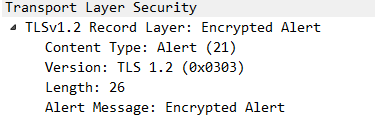 Transport Layer Security
TLSv1.2 Record Layer: Encrypted Alert
Content Type: Alert (21)
Version: TLS 1.2 (0x0303)
Length: 26
Alert Message: Encrypted Alert